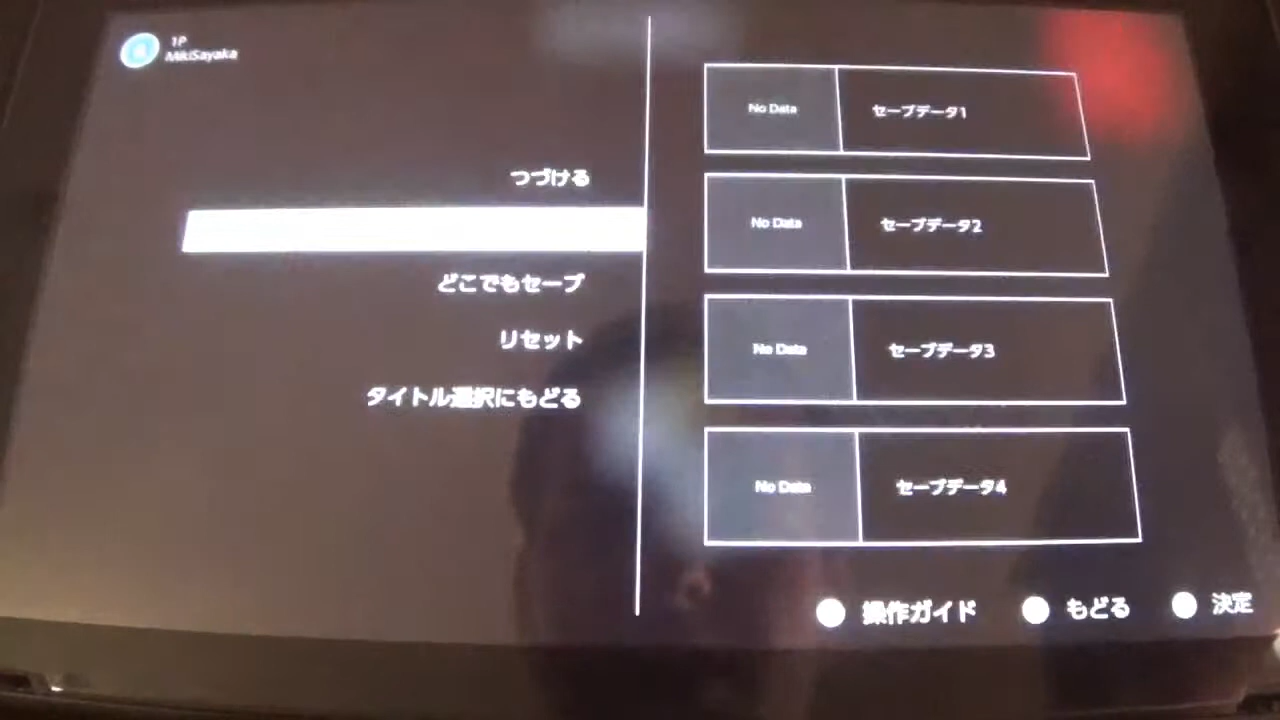 1P
MikiSayaka
つづける
どこでもセーブ
リセット
タイトル選択にもどる
No Data
セーブデータ1
No Data
セーブデータ2
No Data
セーブデータ3
No Data
セーブデータ4
操作ガイド
もどる
決定